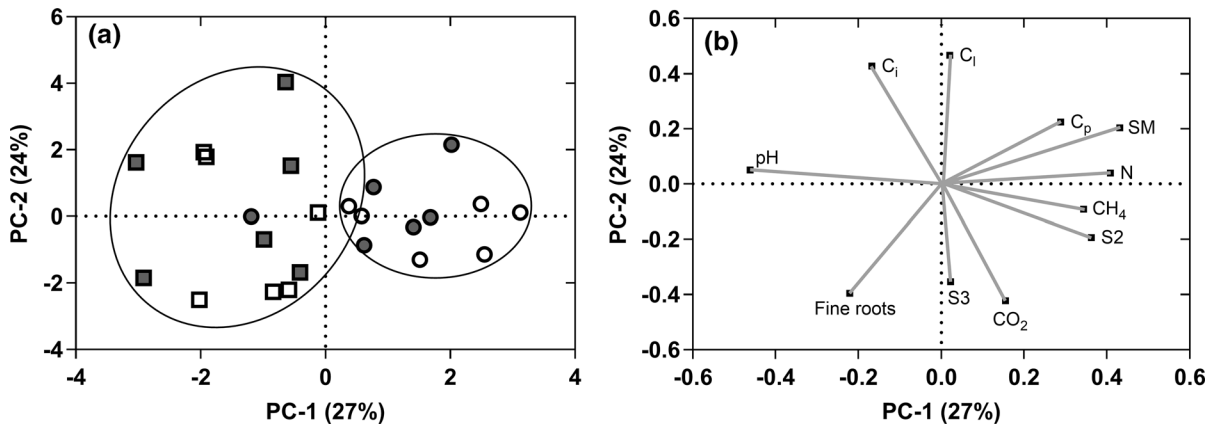 (a)
6
4
2
0
-2
-4
-4 -2 0 2 4
PC-2 (24%)
PC-1 (27%)
(b)
0.6
0.4
0.2
0.0
-0.2
-0.4
-0.6
-0.6 -0.4 -0.2 0.0 0.2 0.4 0.6
PC-2 (24%)
PC-1 (27%)
Ci
Cl
Cp
SM
pH
N
CH4
S2
Fine roots
S3
CO2